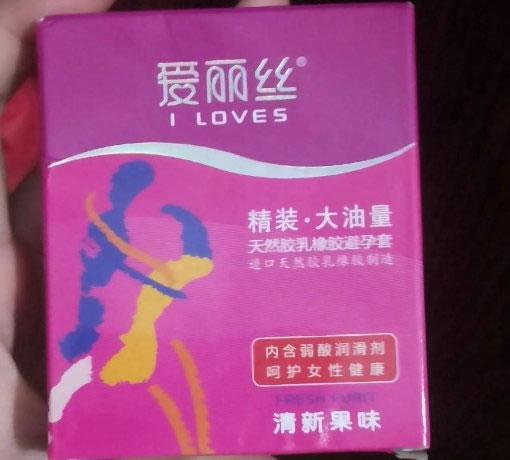 爱丽丝®
I LOVES
精装·大油量
天然胶乳橡胶避孕套
进口天然胶乳橡胶制造
内含弱酸润滑剂
呵护女性健康
FRESH FURIT
清新果味